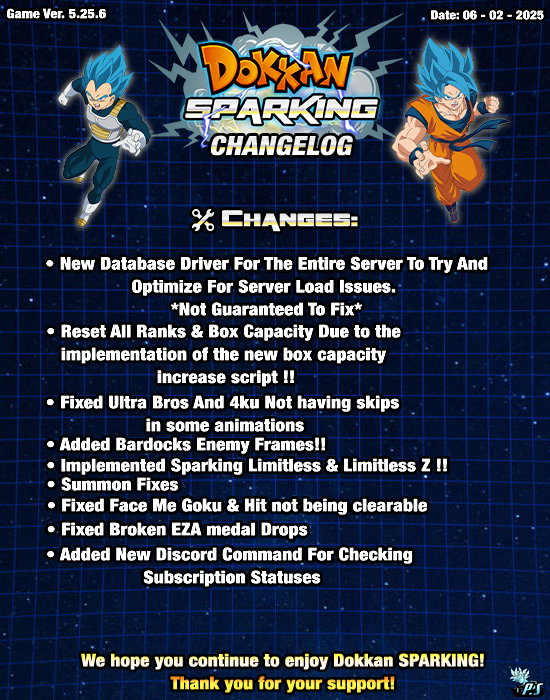 Game Ver. 5.25.6
Date: 06 - 02 - 2025
DOKKAN
SPARKING
CHANGELOG
CHANGES:
• New Database Driver For The Entire Server To Try And
Optimize For Server Load Issues.
*Not Guaranteed To Fix*
• Reset All Ranks & Box Capacity Due to the
implementation of the new box capacity
increase script !!
• Fixed Ultra Bros And 4ku Not having skips
in some animations
• Added Bardocks Enemy Frames!!
• Implemented Sparking Limitless & Limitless Z !!
• Summon Fixes
• Fixed Face Me Goku & Hit not being clearable
• Fixed Broken EZA medal Drops
• Added New Discord Command For Checking
Subscription Statuses
We hope you continue to enjoy Dokkan SPARKING!
Thank you for your support!